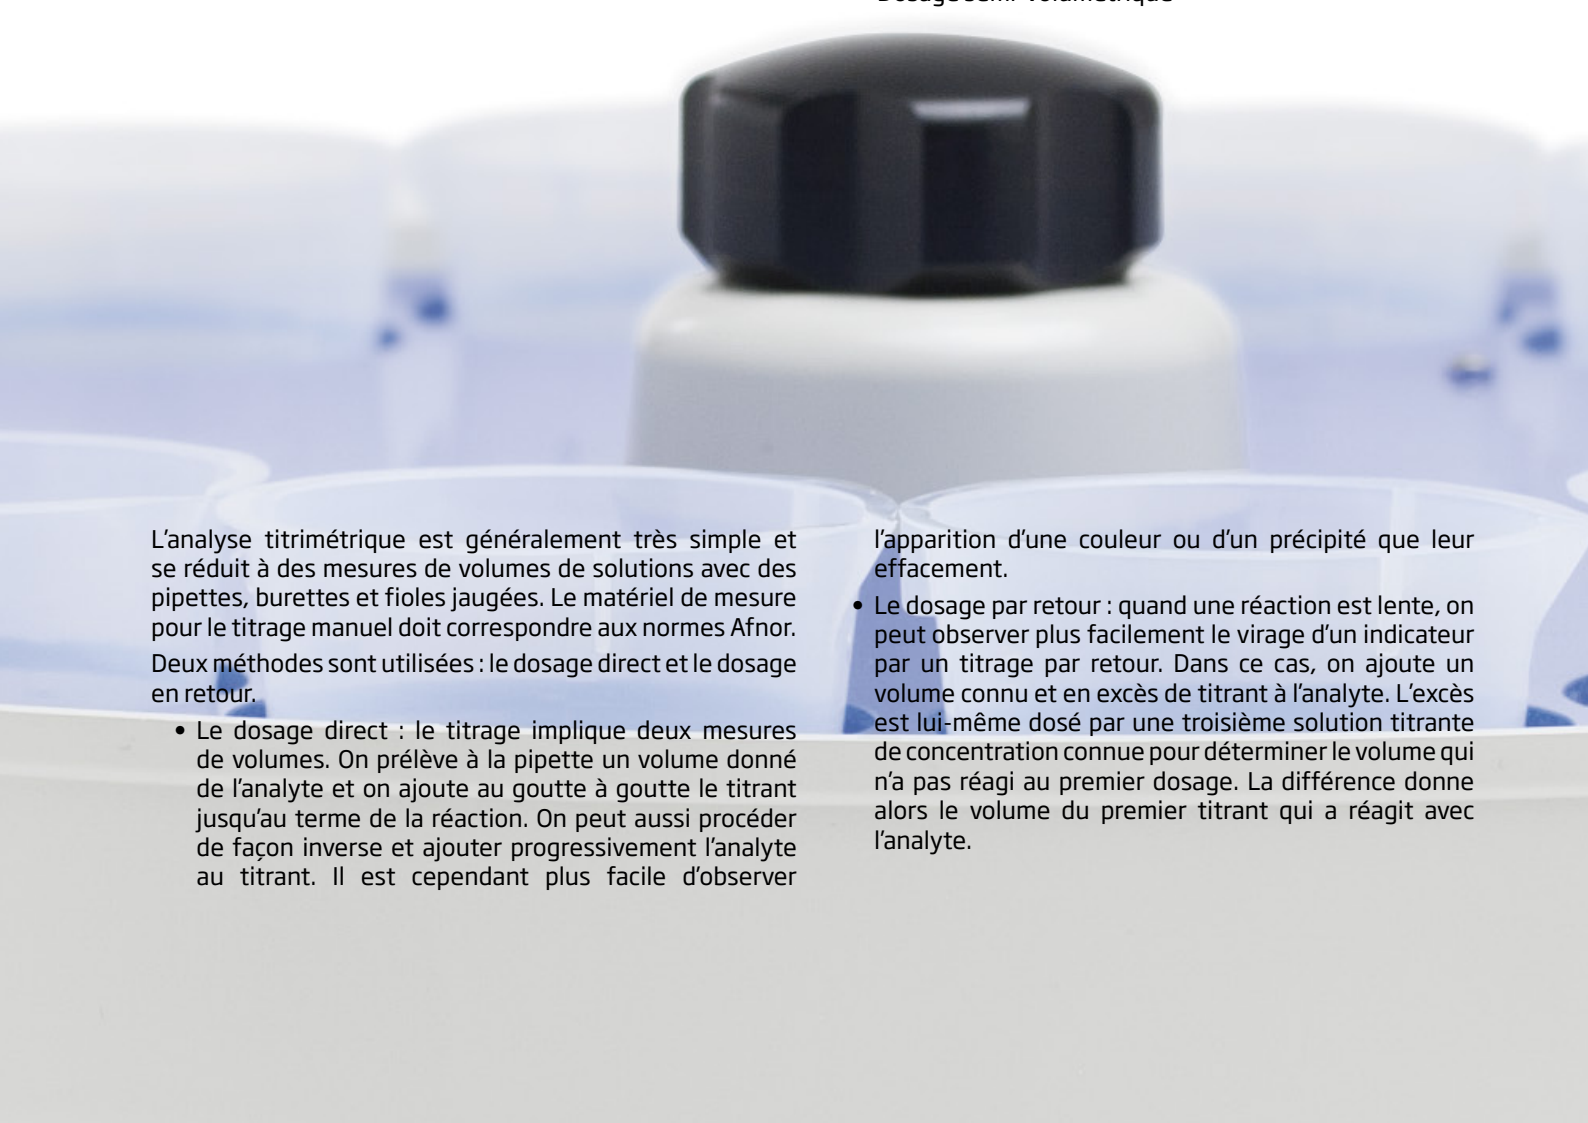 L'analyse titrimétrique est généralement très simple et
se réduit à des mesures de volumes de solutions avec des
pipettes, burettes et fioles jaugées. Le matériel de mesure
pour le titrage manuel doit correspondre aux normes Afnor.
Deux méthodes sont utilisées : le dosage direct et le dosage
en retour.
• Le dosage direct : le titrage implique deux mesures
de volumes. On prélève à la pipette un volume donné
de l'analyte et on ajoute au goutte à goutte le titrant
jusqu'au terme de la réaction. On peut aussi procéder
de façon inverse et ajouter progressivement l'analyte
au titrant. Il est cependant plus facile d'observer
l'apparition d'une couleur ou d'un précipité que leur
effacement.
• Le dosage par retour : quand une réaction est lente, on
peut observer plus facilement le virage d'un indicateur
par un titrage par retour. Dans ce cas, on ajoute un
volume connu et en excès de titrant à l'analyte. L'excès
est lui-même dosé par une troisième solution titrante
de concentration connue pour déterminer le volume qui
n'a pas réagi au premier dosage. La différence donne
alors le volume du premier titrant qui a réagit avec
l'analyte.